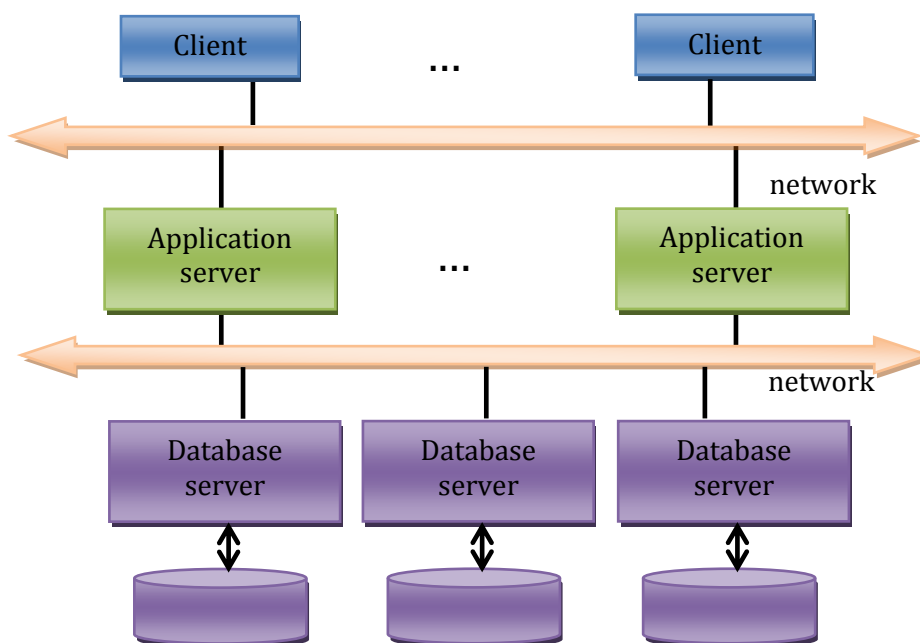 Client
...
Client
network
Application
server
...
Application
server
network
Database
server
Database
server
Database
server